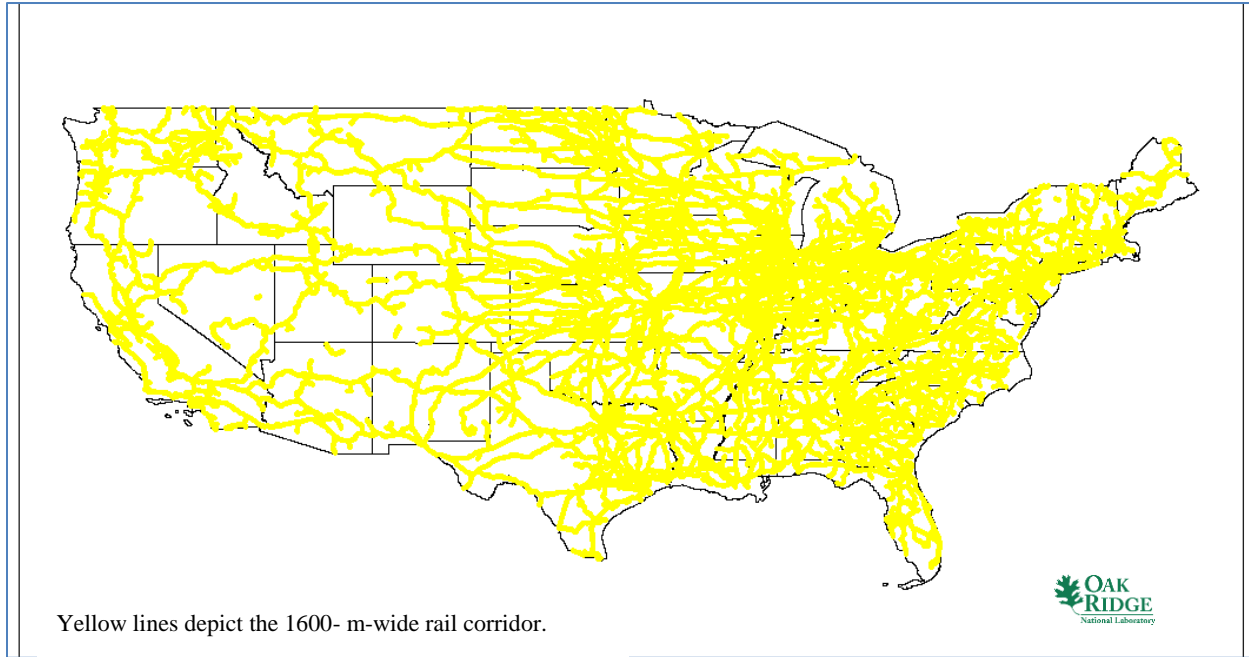 OAK
RIDGE
National Laboratory
Yellow lines depict the 1600- m-wide rail corridor.